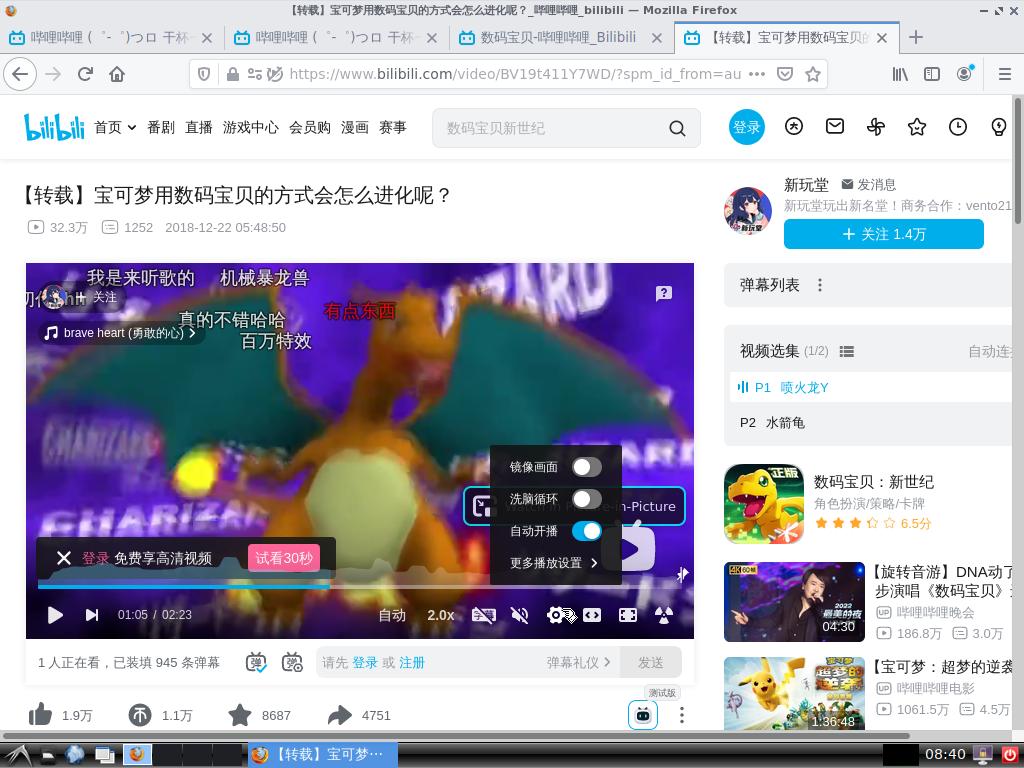 【转载】宝可梦用数码宝贝的方式会怎么进化呢？_哔哩哔哩_bilibili — Mozilla Firefox
哔哩哔哩 (゜-゜)つロ 干杯~
哔哩哔哩 (゜-゜)つロ 干杯~
数码宝贝-哔哩哔哩_Bilibili
【转载】宝可梦用数码宝贝的
https://www.bilibili.com/video/BV19t411Y7WD/?spm_id_from=au
bilibili
首页
番剧
直播
游戏中心
会员购
漫画
赛事
数码宝贝新世纪
登录
【转载】宝可梦用数码宝贝的方式会怎么进化呢？
32.3万
1252
2018-12-22 05:48:50
新玩堂
发消息
新玩堂玩出新名堂！商务合作：vento21
+ 关注 1.4万
我是来听歌的
机械暴龙兽
+ 关注
有点东西
真的不错哈哈
brave heart (勇敢的心)
百万特效
CHARIZARD
镜像画面
洗脑循环
自动开播
更多播放设置
登录 免费享高清视频
试看30秒
01:05 / 02:23
自动
2.0x
弹幕列表
视频选集 (1/2)
自动连
P1 喷火龙Y
P2 水箭龟
正版
数码宝贝：新世纪
角色扮演/策略/卡牌
6.5分
4K 60帧
2022
最美的夜
04:30
【旋转音游】DNA动了
步演唱《数码宝贝》
UP 哔哩哔哩晚会
186.8万
3.0万
1:36:48
【宝可梦：超梦的逆袭
UP 哔哩哔哩电影
1061.5万
4.5万
1 人正在看，已装填 945 条弹幕
弹
弹
请先 登录 或 注册
弹幕礼仪
发送
1.9万
1.1万
8687
4751
测试版
【转载】宝可梦…
08:40